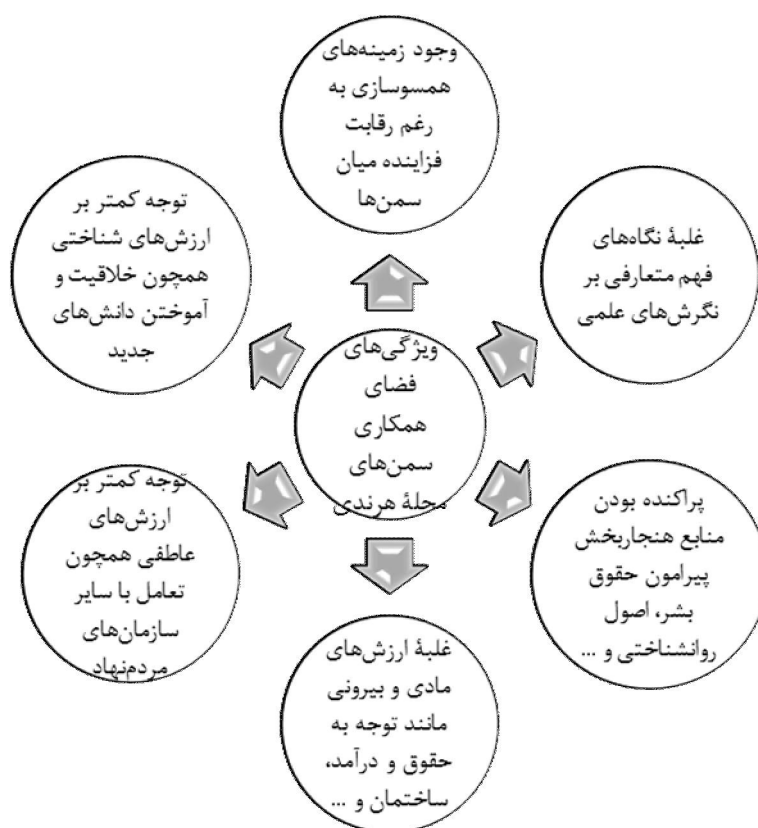 وجود زمینه‌های
همسوسازی به
رغم رقابت
فزاینده میان
سمن‌ها
غلبهٔ نگاه‌های
فهم متعارفی بر
نگرش‌های علمی
توجه کمتر بر
ارزش‌های شناختی
همچون خلاقیت و
آموختن دانش‌های
جدید
ویژگی‌های
فضای
همکاری
سمن‌های
محلهٔ هرندی
پراکنده بودن
منابع هنجاربخش
پیرامون حقوق
بشر، اصول
روانشناختی و ...
توجه کمتر بر
ارزش‌های
عاطفی همچون
تعامل با سایر
سازمان‌های
مردم‌نهاد
غلبهٔ ارزش‌های
مادی و بیرونی
مانند توجه به
حقوق و درآمد،
ساختمان و ...